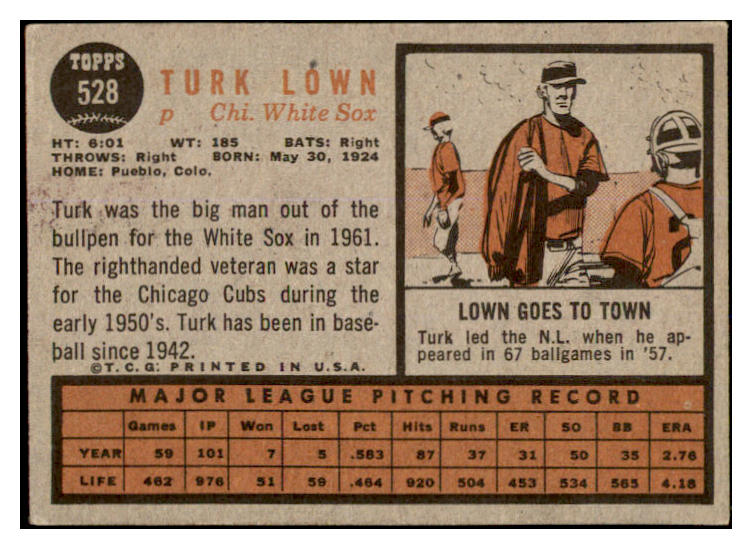 TOPPS
528
TURK LOWN
p Chi. White Sox
HT: 6:01 WT: 185 BATS: Right
THROWS: Right BORN: May 30, 1924
HOME: Pueblo, Colo.
Turk was the big man out of the
bullpen for the White Sox in 1961.
The righthanded veteran was a star
for the Chicago Cubs during the
early 1950's. Turk has been in base-
ball since 1942.
©T.C.G. PRINTED IN U.S.A.
LOWN GOES TO TOWN
Turk led the N.L. when he ap-
peared in 67 ballgames in '57.
MAJOR LEAGUE PITCHING RECORD
Games IP Won Lost Pct Hits Runs ER SO BB ERA
YEAR 59 101 7 5 .583 87 37 31 50 35 2.76
LIFE 462 976 51 59 .464 920 504 453 534 565 4.18